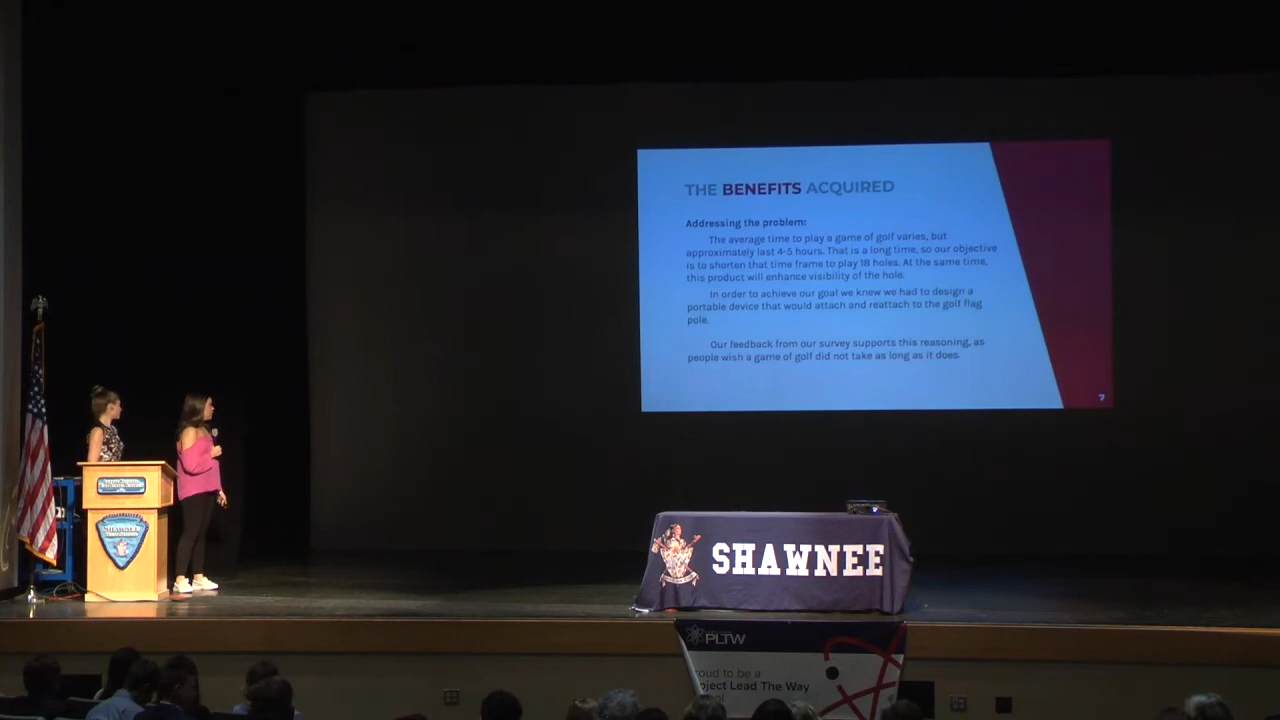 THE BENEFITS ACQUIRED
Addressing the problem:
The average time to play a game of golf varies, but
approximately last 4-5 hours. That is a long time, so our objective
is to shorten that time frame to play 18 holes. At the same time,
this product will enhance visibility of the hole.
In order to achieve our goal we knew we had to design a
portable device that would attach and reattach to the golf flag
pole.
Our feedback from our survey supports this reasoning, as
people wish a game of golf did not take as long as it does.
7
SHAWNEE
SHAWNEE
PLTW
roud to be a
oject Lead The Way